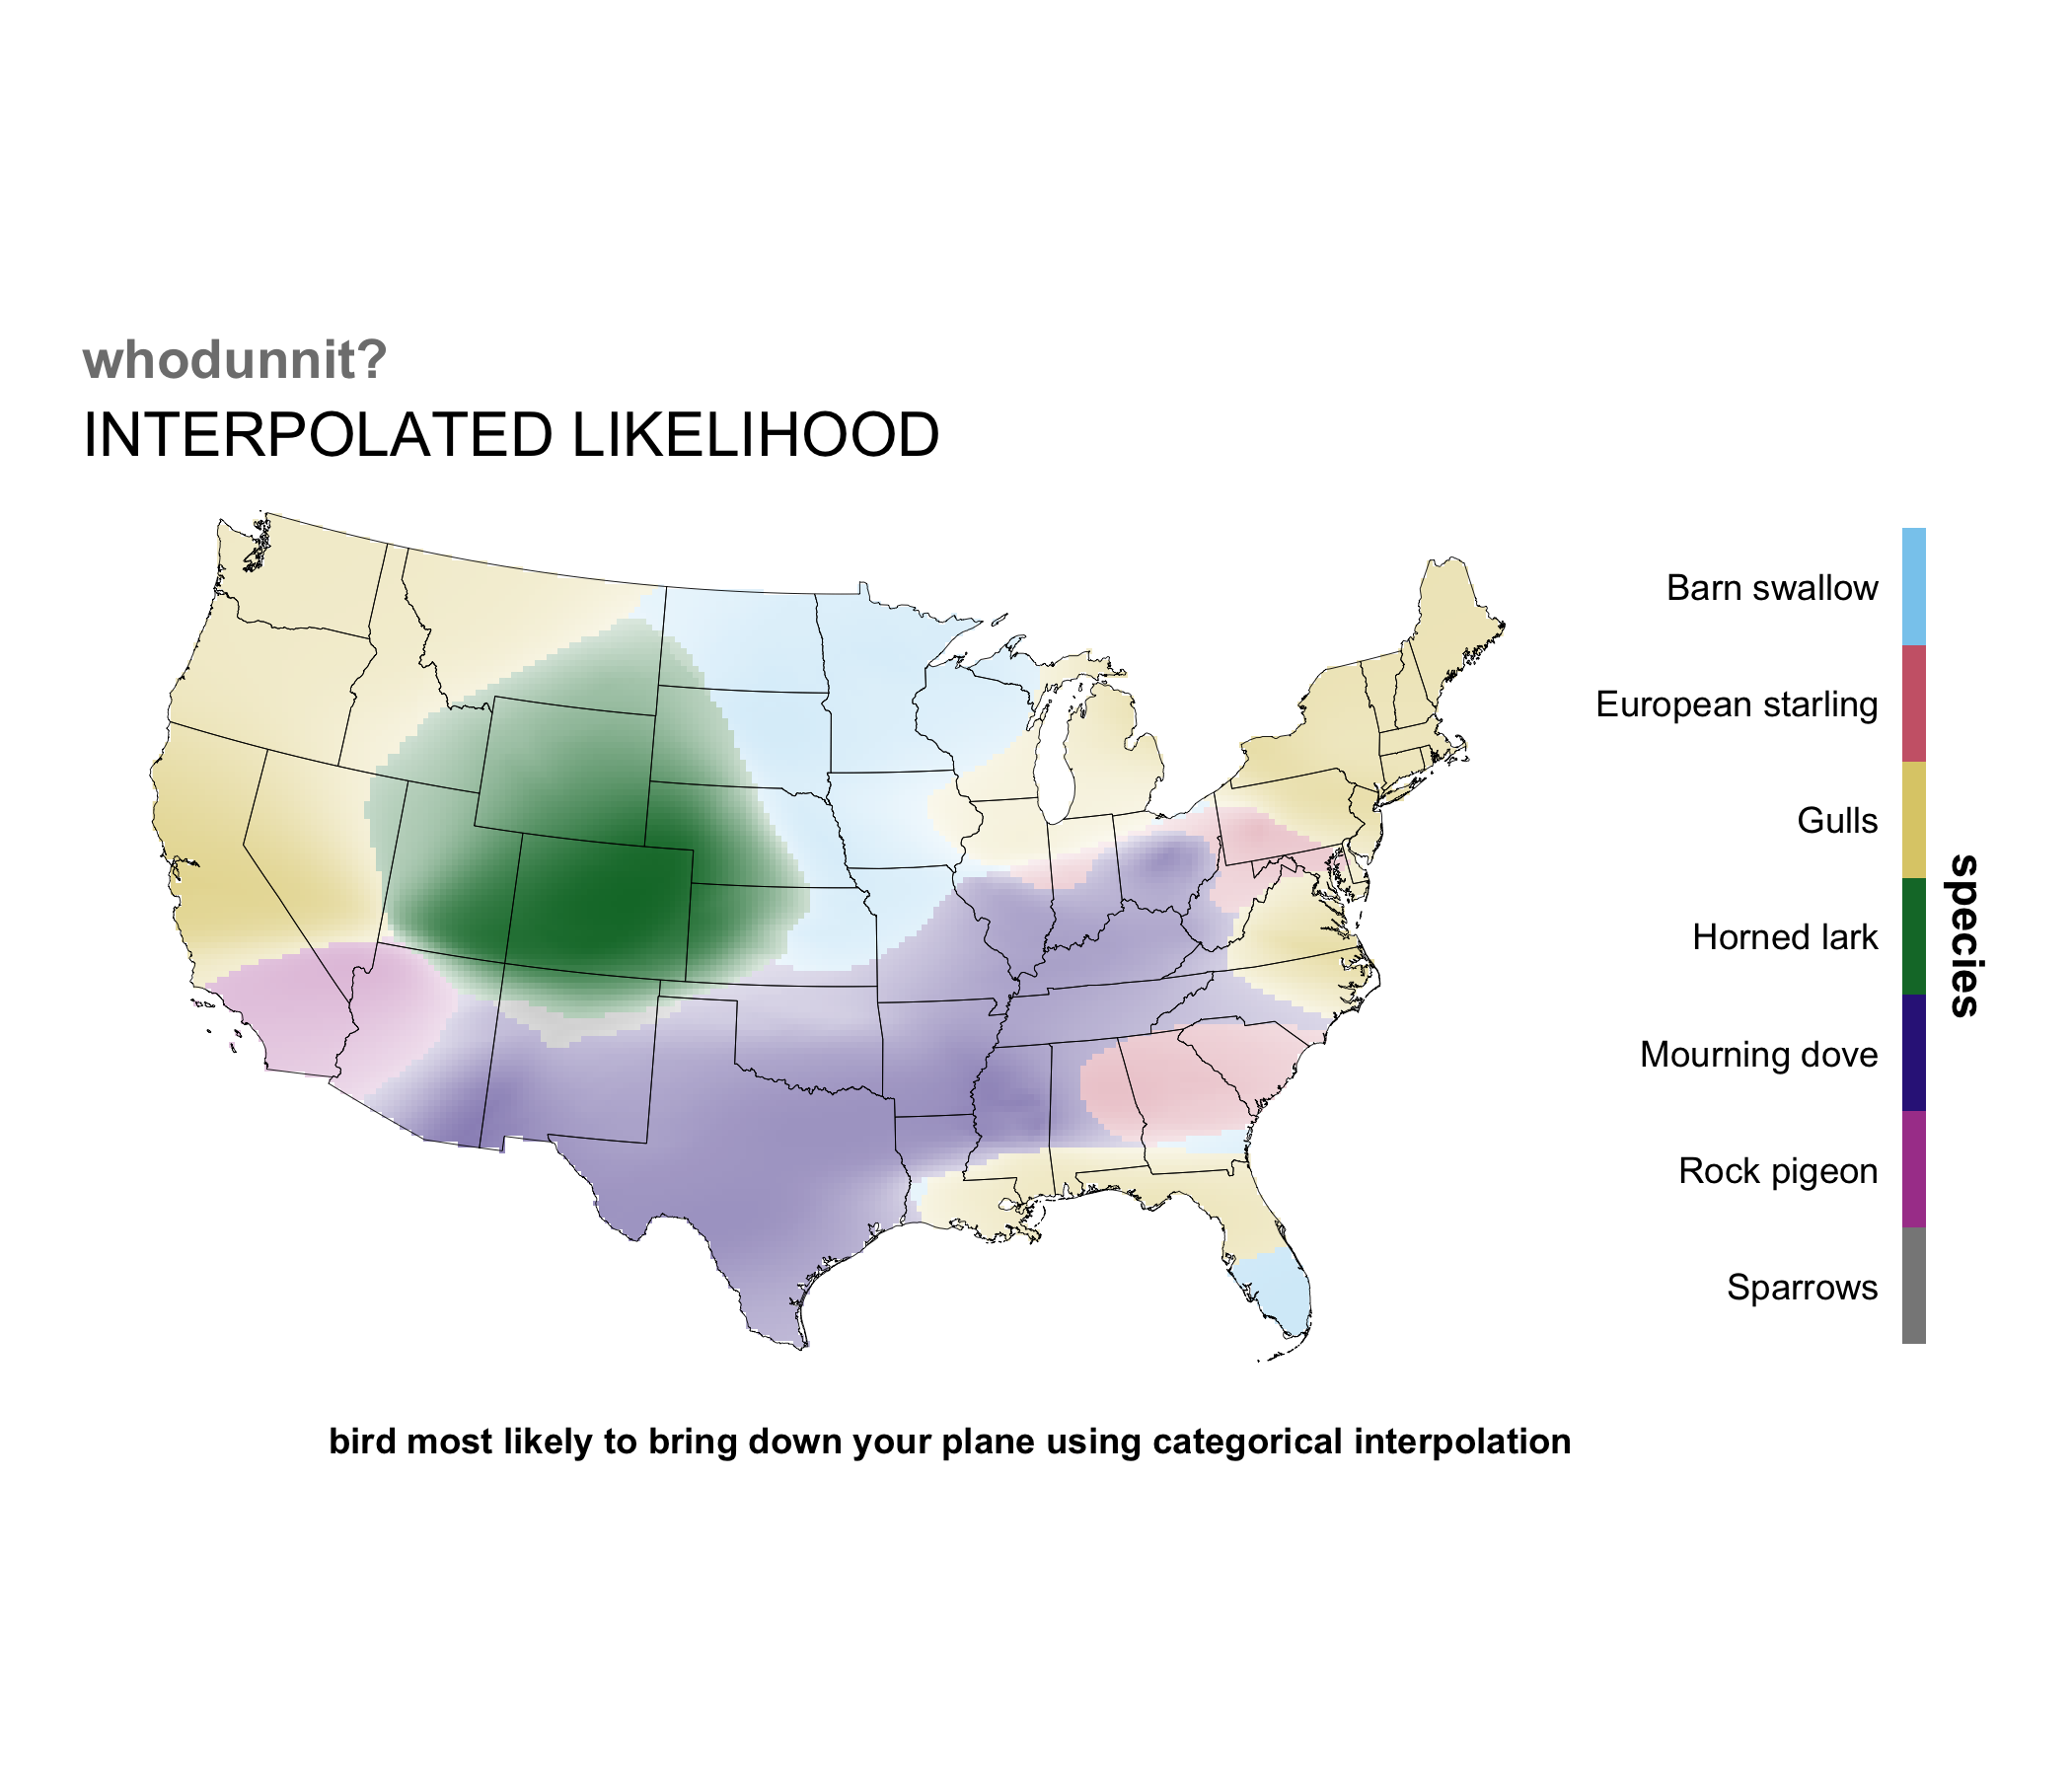 whodunnit?
INTERPOLATED LIKELIHOOD
Barn swallow
European starling
Gulls
Horned lark
Mourning dove
Rock pigeon
Sparrows
species
bird most likely to bring down your plane using categorical interpolation